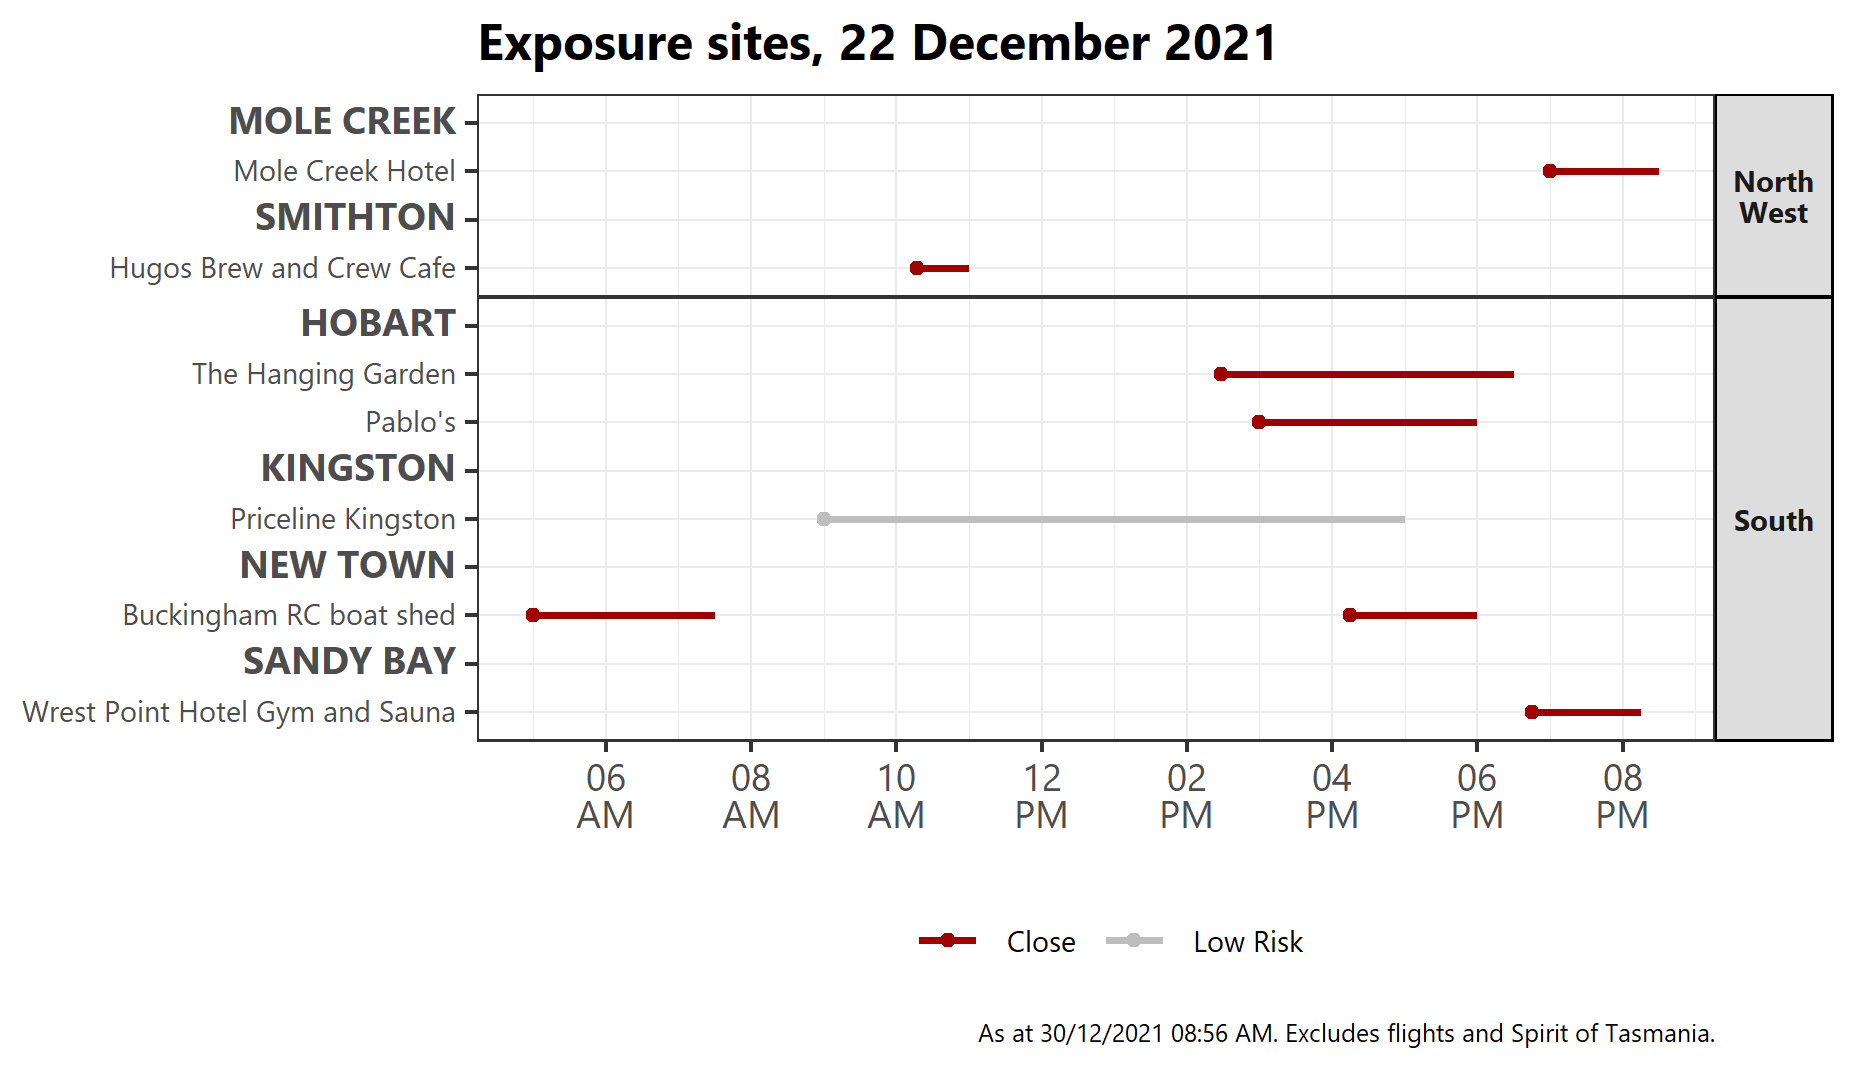 Exposure sites, 22 December 2021
MOLE CREEK
Mole Creek Hotel
SMITHTON
Hugos Brew and Crew Cafe
North
West
HOBART
The Hanging Garden
Pablo's
KINGSTON
Priceline Kingston
NEW TOWN
Buckingham RC boat shed
SANDY BAY
Wrest Point Hotel Gym and Sauna
South
06 AM
08 AM
10 AM
12 PM
02 PM
04 PM
06 PM
08 PM
Close
Low Risk
As at 30/12/2021 08:56 AM. Excludes flights and Spirit of Tasmania.